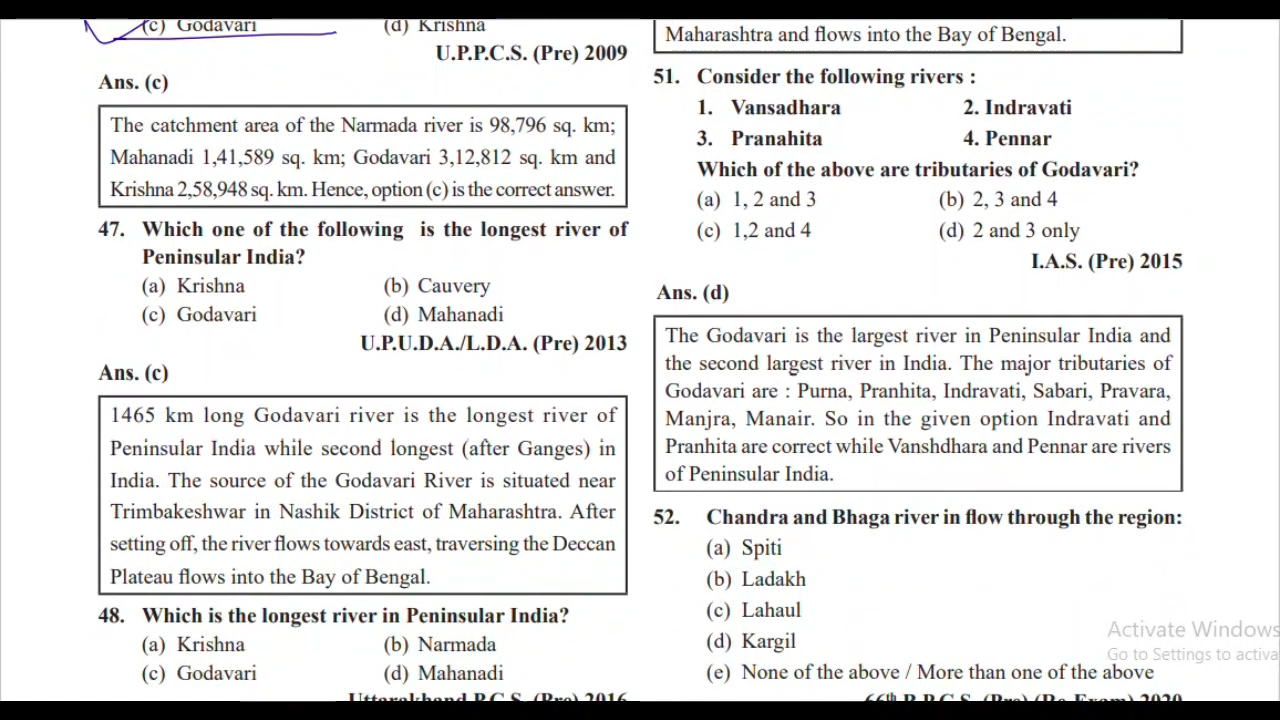 (c) Godavari (d) Krishna
U.P.P.C.S. (Pre) 2009
Ans. (c)
The catchment area of the Narmada river is 98,796 sq. km;
Mahanadi 1,41,589 sq. km; Godavari 3,12,812 sq. km and
Krishna 2,58,948 sq. km. Hence, option (c) is the correct answer.
47. Which one of the following is the longest river of
Peninsular India?
(a) Krishna (b) Cauvery
(c) Godavari (d) Mahanadi
U.P.U.D.A./L.D.A. (Pre) 2013
Ans. (c)
1465 km long Godavari river is the longest river of
Peninsular India while second longest (after Ganges) in
India. The source of the Godavari River is situated near
Trimbakeshwar in Nashik District of Maharashtra. After
setting off, the river flows towards east, traversing the Deccan
Plateau flows into the Bay of Bengal.
48. Which is the longest river in Peninsular India?
(a) Krishna (b) Narmada
(c) Godavari (d) Mahanadi
Uttarakhand P.C.S. (Pre) 2016
Maharashtra and flows into the Bay of Bengal.
51. Consider the following rivers :
1. Vansadhara 2. Indravati
3. Pranahita 4. Pennar
Which of the above are tributaries of Godavari?
(a) 1, 2 and 3 (b) 2, 3 and 4
(c) 1,2 and 4 (d) 2 and 3 only
I.A.S. (Pre) 2015
Ans. (d)
The Godavari is the largest river in Peninsular India and
the second largest river in India. The major tributaries of
Godavari are : Purna, Pranhita, Indravati, Sabari, Pravara,
Manjra, Manair. So in the given option Indravati and
Pranhita are correct while Vanshdhara and Pennar are rivers
of Peninsular India.
52. Chandra and Bhaga river in flow through the region:
(a) Spiti
(b) Ladakh
(c) Lahaul
(d) Kargil
(e) None of the above / More than one of the above
66th B.P.C.S. (Pre) (Re-Exam) 2020
Activate Windows
Go to Settings to activa